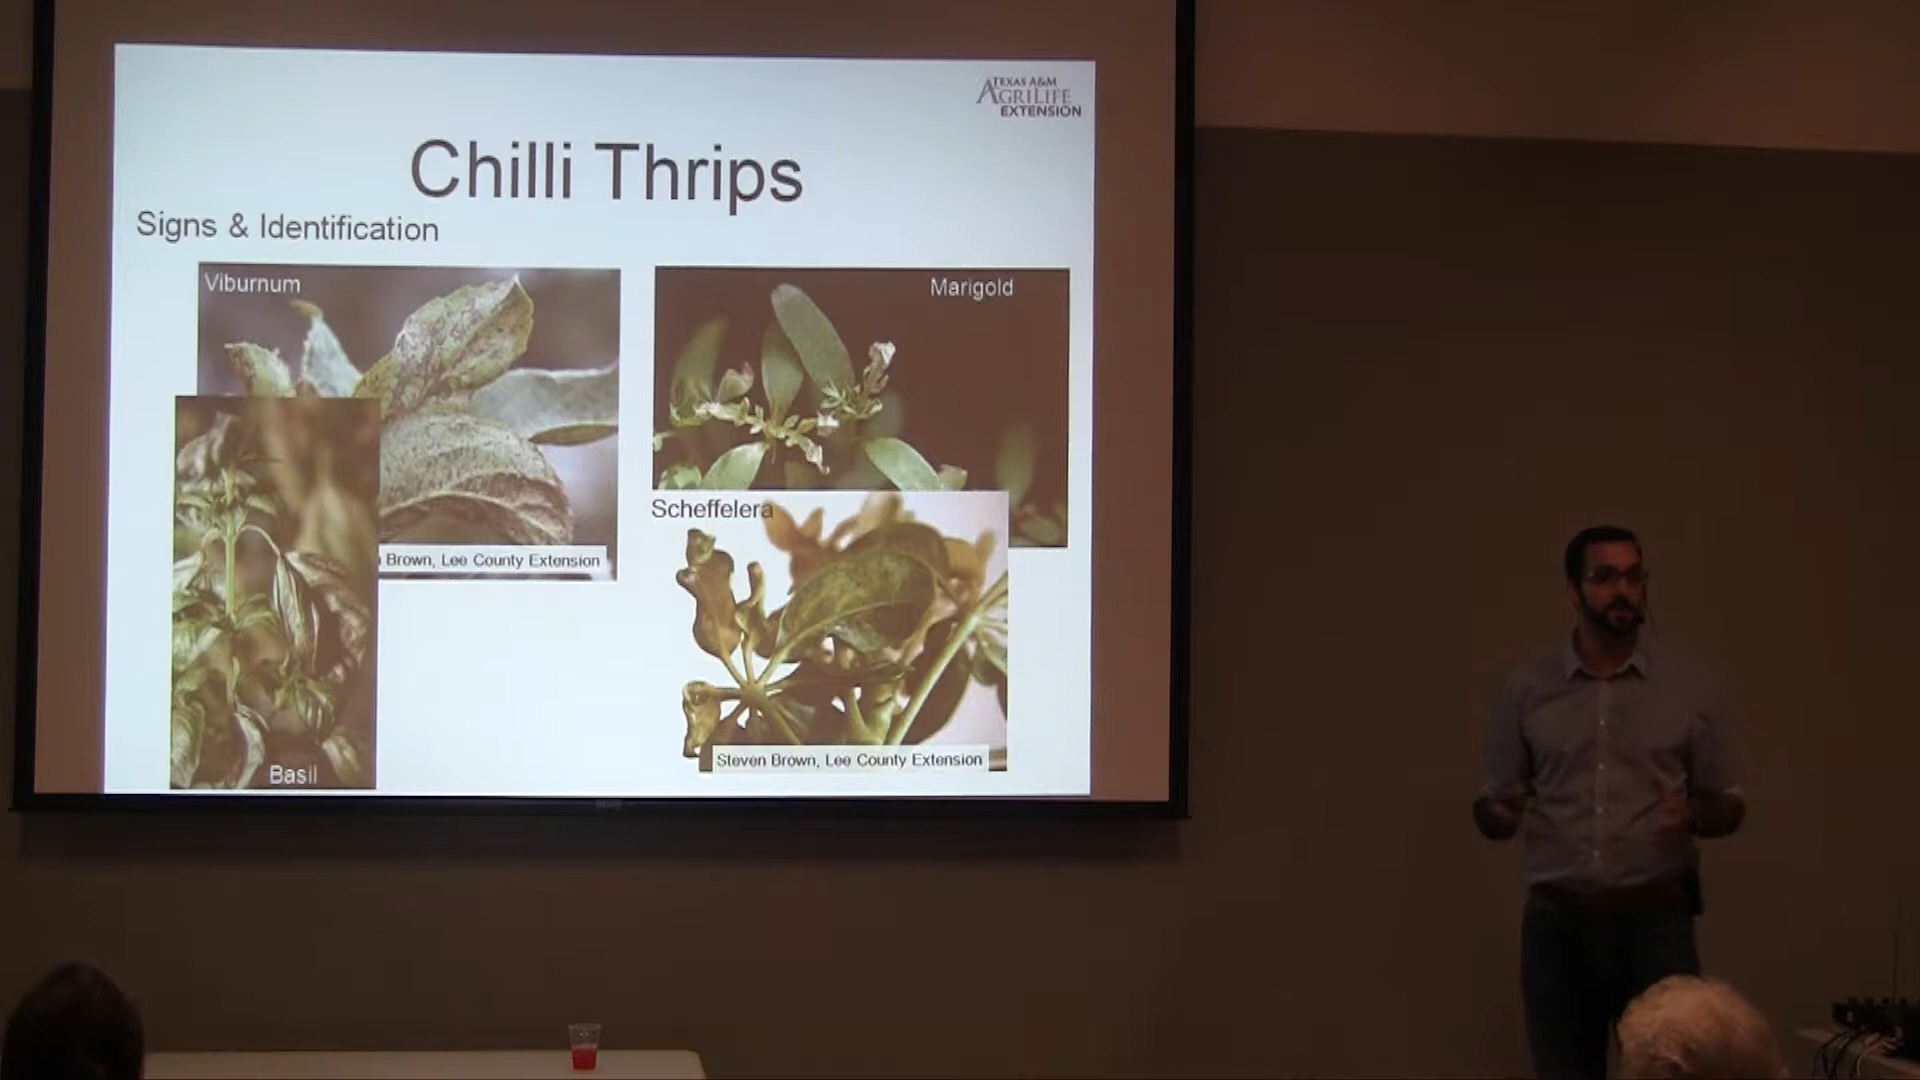 TEXAS A&M
AGRILIFE
EXTENSION
Chilli Thrips
Signs & Identification
Viburnum
Marigold
Brown, Lee County Extension
Scheffelera
Steven Brown, Lee County Extension
Basil